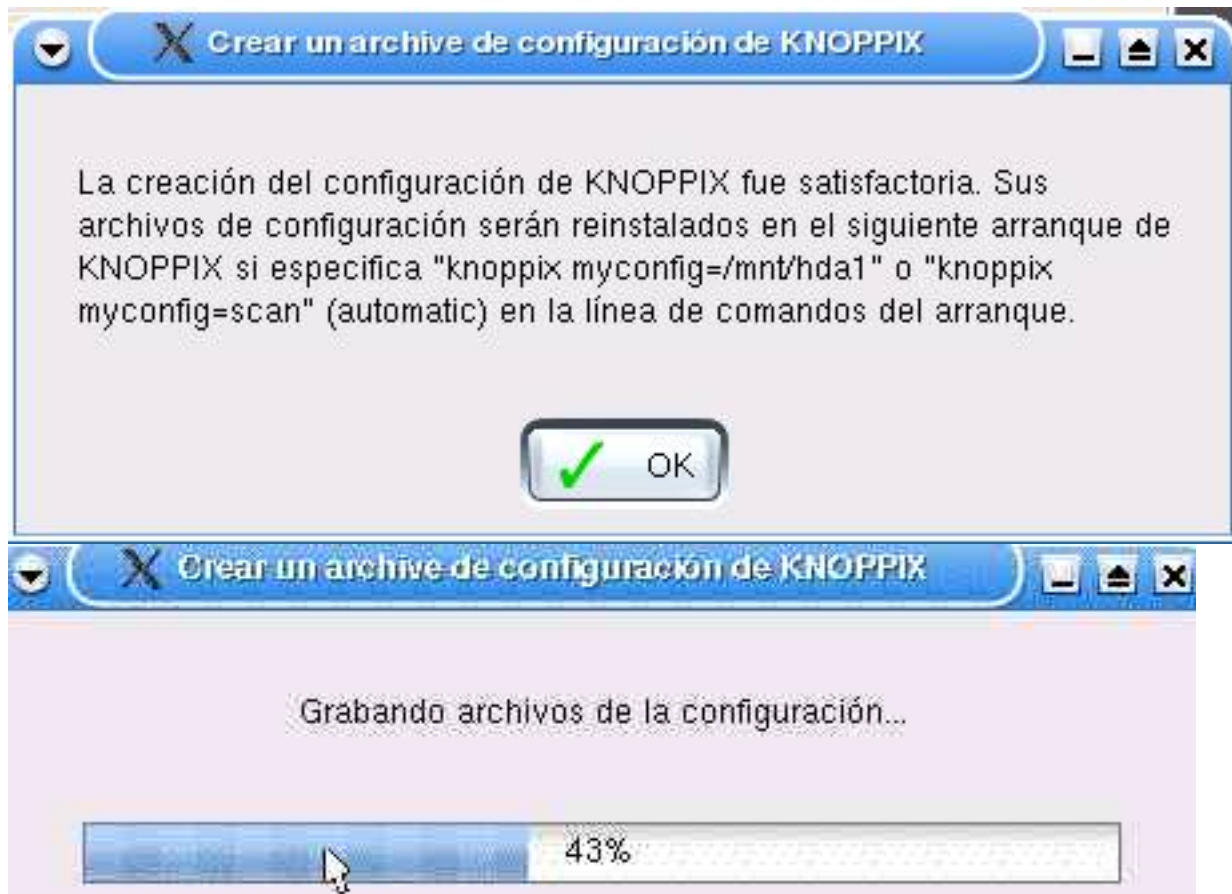 Crear un archive de configuración de KNOPPIX
La creación del configuración de KNOPPIX fue satisfactoria. Sus
archivos de configuración serán reinstalados en el siguiente arranque de
KNOPPIX si especifica "knoppix myconfig=/mnt/hda1" o "knoppix
myconfig=scan" (automatic) en la línea de comandos del arranque.
OK
Crear un archive de configuración de KNOPPIX
Grabando archivos de la configuración...
43%